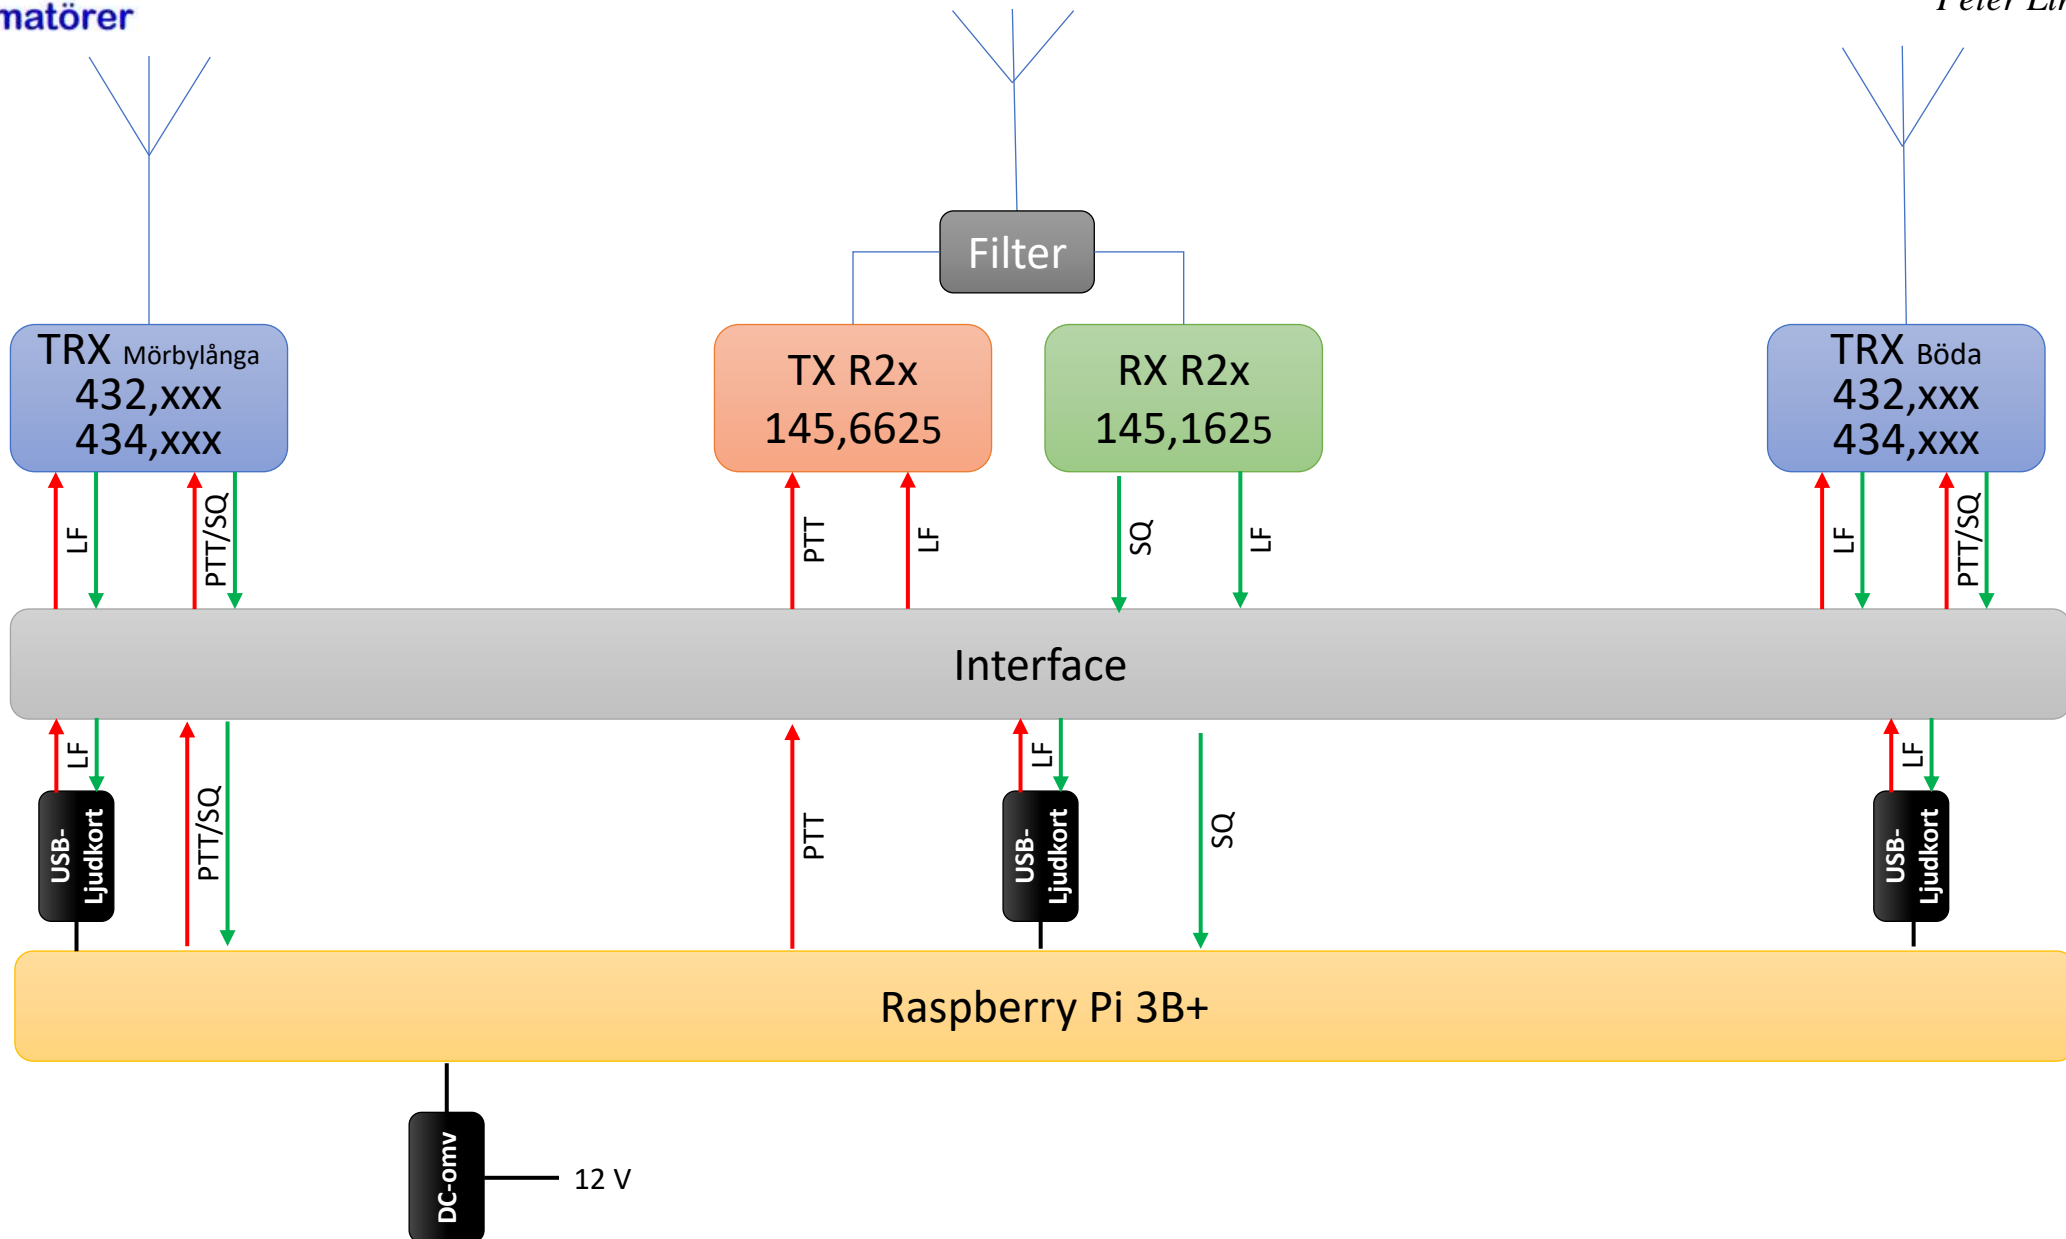 matörer
Peter Lin
Filter
TRX Mörbylånga
432,xxx
434,xxx
TX R2x
145,6625
RX R2x
145,1625
TRX Böda
432,xxx
434,xxx
LF
PTT/SQ
PTT
LF
SQ
LF
LF
PTT/SQ
Interface
LF
PTT/SQ
PTT
LF
SQ
LF
USB-
Ljudkort
USB-
Ljudkort
USB-
Ljudkort
Raspberry Pi 3B+
DC-omv
12 V